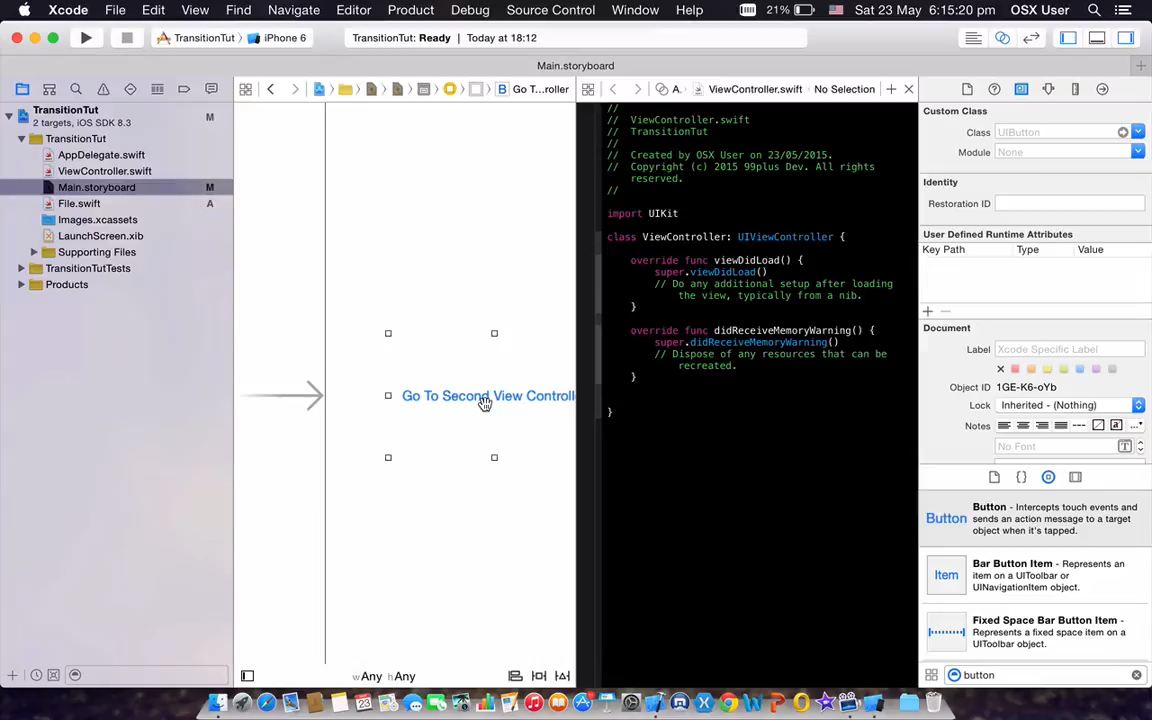 Xcode File Edit View Find Navigate Editor Product Debug Source Control Window Help 21% Sat 23 May 6:15:20 pm OSX User
TransitionTut iPhone 6 TransitionTut: Ready | Today at 18:12
Main.storyboard
B Go T...roller
A. ViewController.swift No Selection
TransitionTut M
2 targets, iOS SDK 8.3
TransitionTut
AppDelegate.swift
ViewController.swift
Main.storyboard M
File.swift A
Images.xcassets
LaunchScreen.xib
Supporting Files
TransitionTutTests
Products
Go To Second View Controll
wAny hAny
//
// ViewController.swift
// TransitionTut
//
// Created by OSX User on 23/05/2015.
// Copyright (c) 2015 99plus Dev. All rights
reserved.
//
import UIKit
class ViewController: UIViewController {
override func viewDidLoad() {
super.viewDidLoad()
// Do any additional setup after loading
the view, typically from a nib.
}
override func didReceiveMemoryWarning() {
super.didReceiveMemoryWarning()
// Dispose of any resources that can be
recreated.
}
}
Custom Class
Class UIButton
Module None
Identity
Restoration ID
User Defined Runtime Attributes
Key Path Type Value
Document
Label Xcode Specific Label
Object ID 1GE-K6-oYb
Lock Inherited - (Nothing)
Notes
No Font
Button
Button - Intercepts touch events and
sends an action message to a target
object when it's tapped.
Item
Bar Button Item - Represents an
item on a UIToolbar or
UINavigationItem object.
Fixed Space Bar Button Item -
Represents a fixed space item on a
UIToolbar object.
button